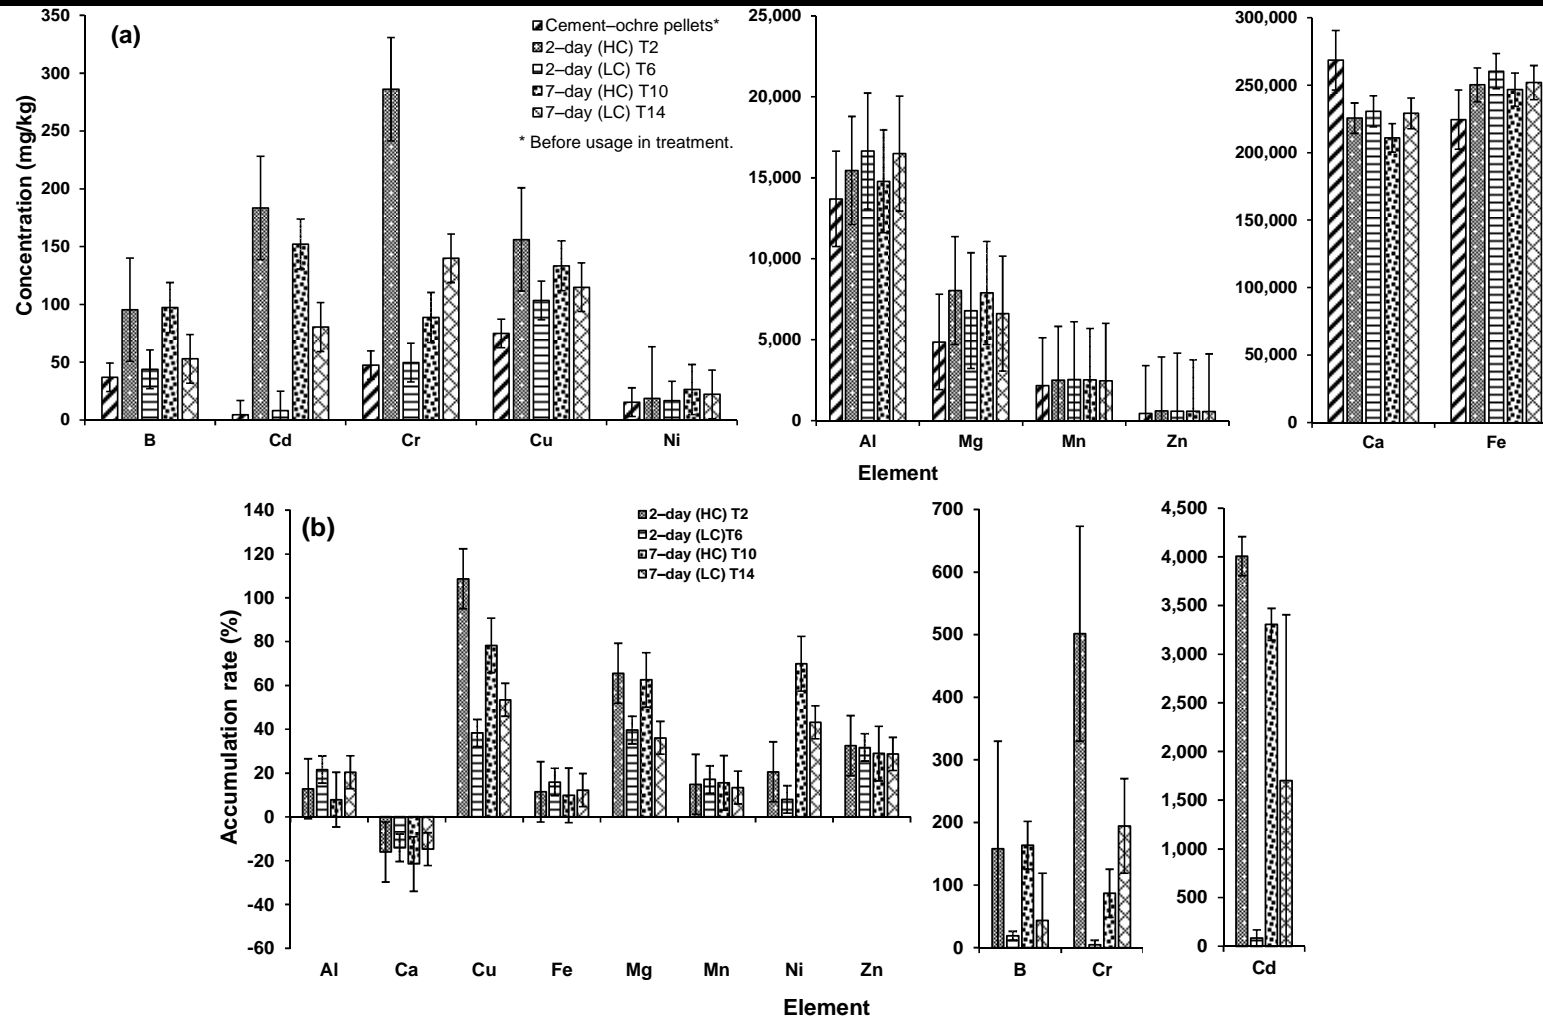 (a)
Concentration (mg/kg)
350
300
250
200
150
100
50
0
B Cd Cr Cu Ni
Cement–ochre pellets*
2–day (HC) T2
2–day (LC) T6
7–day (HC) T10
7–day (LC) T14
* Before usage in treatment.
25,000
20,000
15,000
10,000
5,000
0
Al Mg Mn Zn
300,000
250,000
200,000
150,000
100,000
50,000
0
Ca Fe
Element
(b)
Accumulation rate (%)
140
120
100
80
60
40
20
0
-20
-40
-60
Al Ca Cu Fe Mg Mn Ni Zn
2–day (HC) T2
2–day (LC)T6
7–day (HC) T10
7–day (LC) T14
700
600
500
400
300
200
100
0
B Cr
4,500
4,000
3,500
3,000
2,500
2,000
1,500
1,000
500
0
Cd
Element